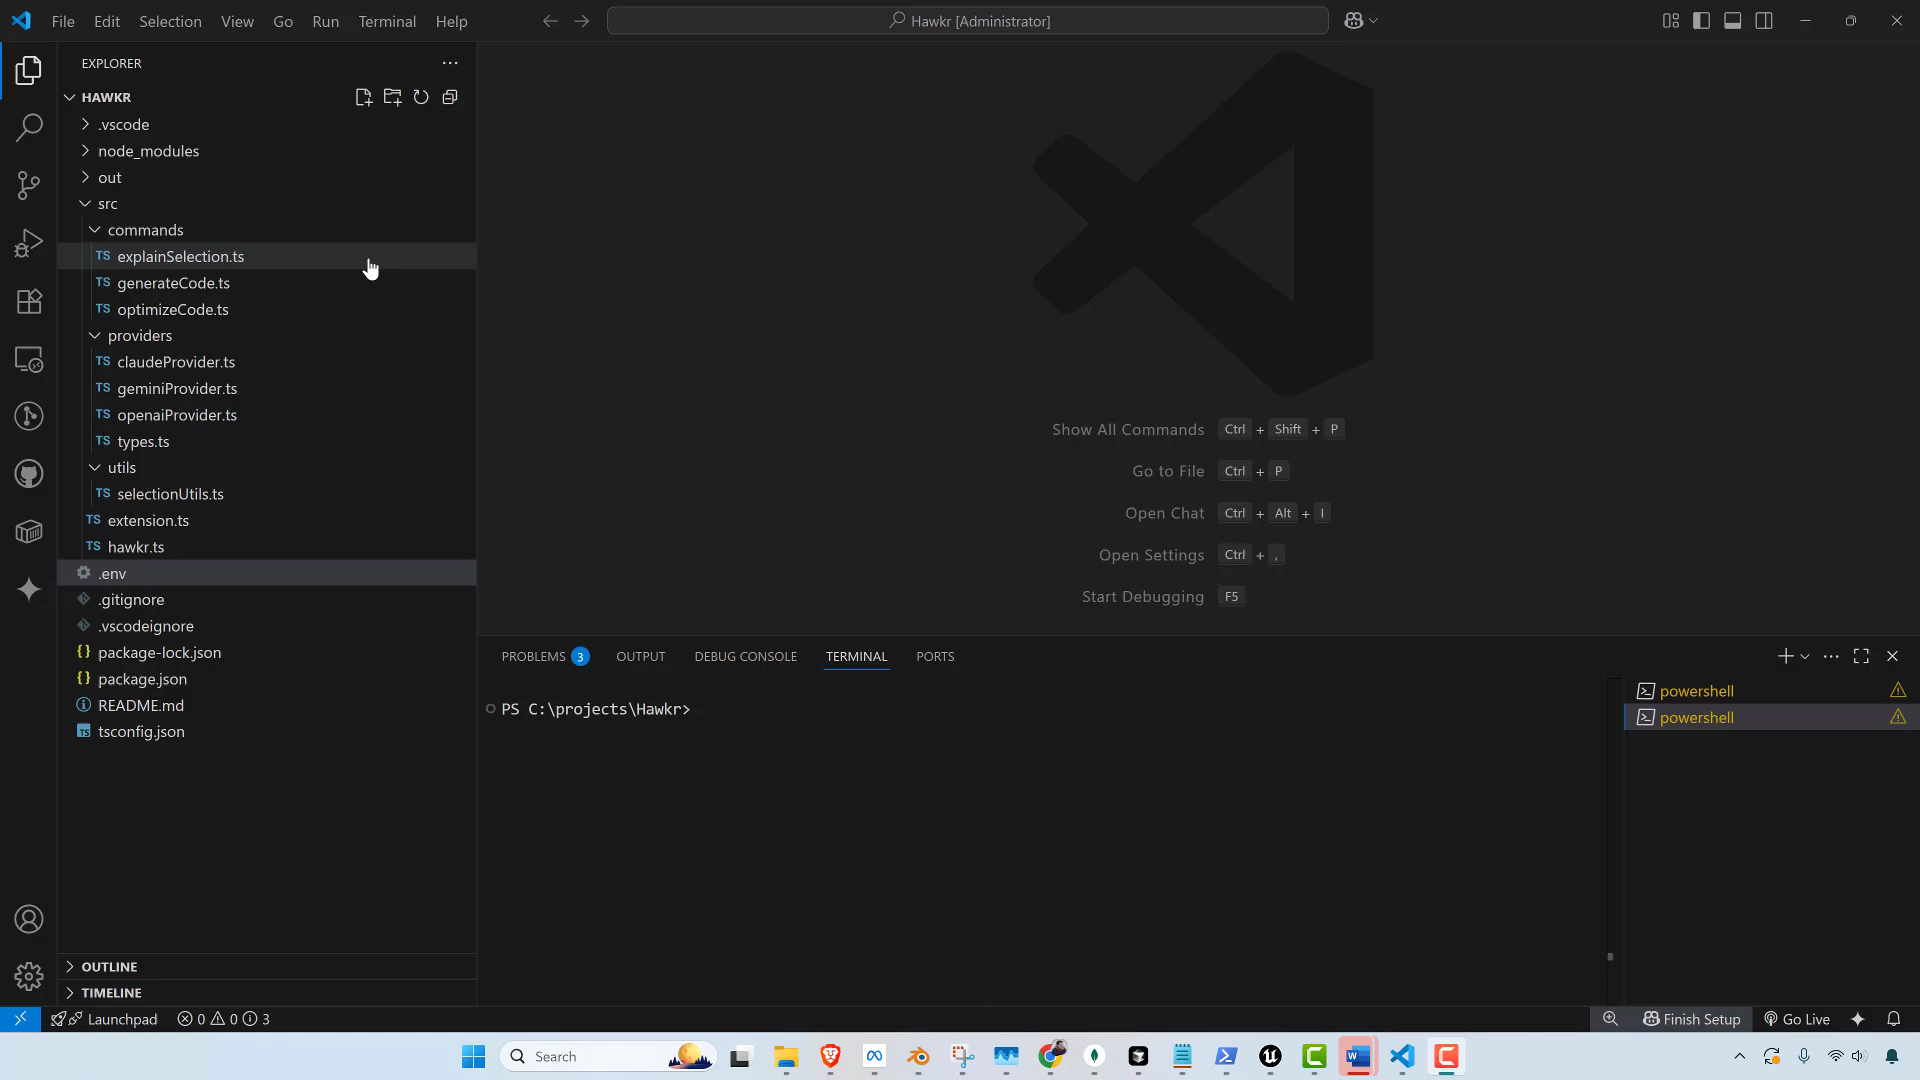 File Edit Selection View Go Run Terminal Help
Hawkr [Administrator]
EXPLORER
HAWKR
.vscode
node_modules
out
src
commands
TS explainSelection.ts
TS generateCode.ts
TS optimizeCode.ts
providers
TS claudeProvider.ts
TS geminiProvider.ts
TS openaiProvider.ts
TS types.ts
utils
TS selectionUtils.ts
TS extension.ts
TS hawkr.ts
.env
.gitignore
.vscodeignore
{} package-lock.json
{} package.json
README.md
TS tsconfig.json
OUTLINE
TIMELINE
Show All Commands Ctrl + Shift + P
Go to File Ctrl + P
Open Chat Ctrl + Alt + I
Open Settings Ctrl + ,
Start Debugging F5
PROBLEMS 3 OUTPUT DEBUG CONSOLE TERMINAL PORTS
PS C:\projects\Hawkr>
powershell
powershell
Launchpad 0 0 3
Finish Setup Go Live
Search